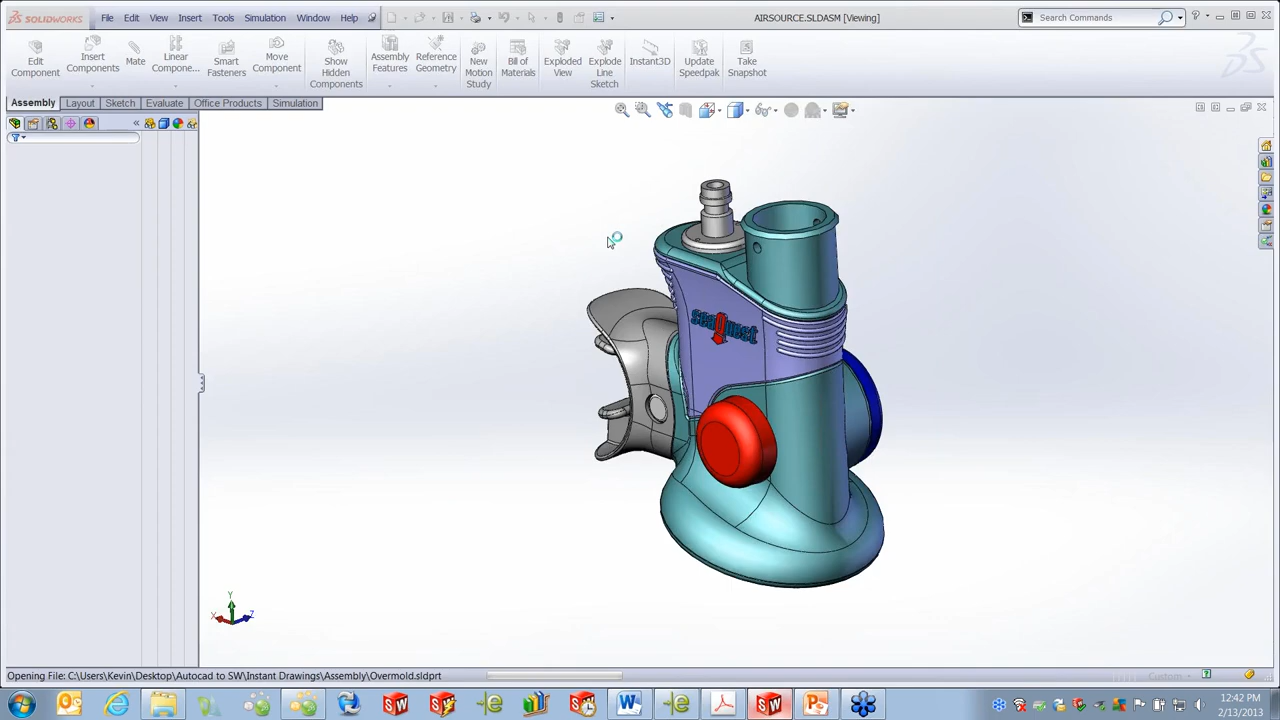 SOLIDWORKS
File Edit View Insert Tools Simulation Window Help
AIRSOURCE.SLDASM [Viewing]
Search Commands
Edit Component
Insert Components
Mate
Linear Compone...
Smart Fasteners
Move Component
Show Hidden Components
Assembly Features
Reference Geometry
New Motion Study
Bill of Materials
Exploded View
Explode Line Sketch
Instant3D
Update Speedpak
Take Snapshot
Assembly Layout Sketch Evaluate Office Products Simulation
seaQuest
Y
X Z
Opening File: C:\Users\Kevin\Desktop\Autocad to SW\Instant Drawings\Assembly\Overmold.sldprt
Custom
12:42 PM
2/13/2013